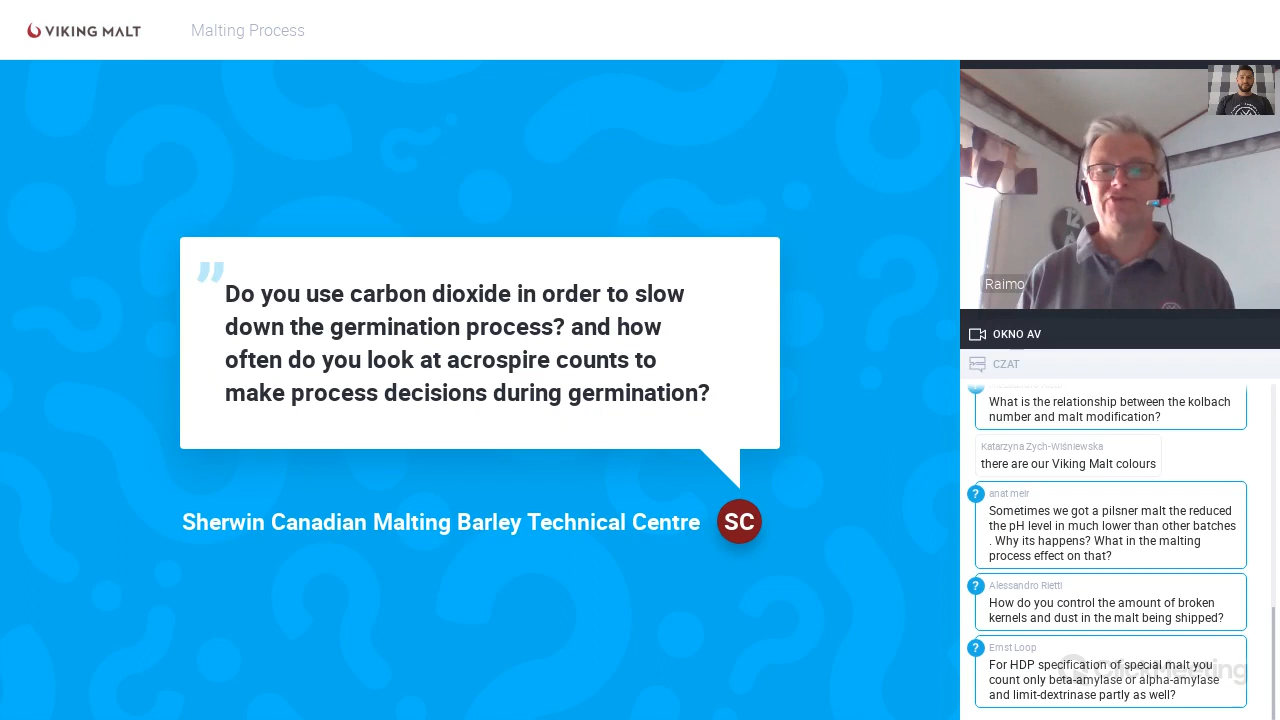 VIKING MALT
Malting Process
”
Do you use carbon dioxide in order to slow
down the germination process? and how
often do you look at acrospire counts to
make process decisions during germination?
Sherwin Canadian Malting Barley Technical Centre
SC
Raimo
OKNO AV
CZAT
What is the relationship between the kolbach
number and malt modification?
Katarzyna Zych-Wiśniewska
there are our Viking Malt colours
?
anat meir
Sometimes we got a pilsner malt the reduced
the pH level in much lower than other batches
. Why its happens? What in the malting
process effect on that?
?
Alessandro Rietti
How do you control the amount of broken
kernels and dust in the malt being shipped?
?
Ernst Loop
For HDP specification of special malt you
count only beta-amylase or alpha-amylase
and limit-dextrinase partly as well?